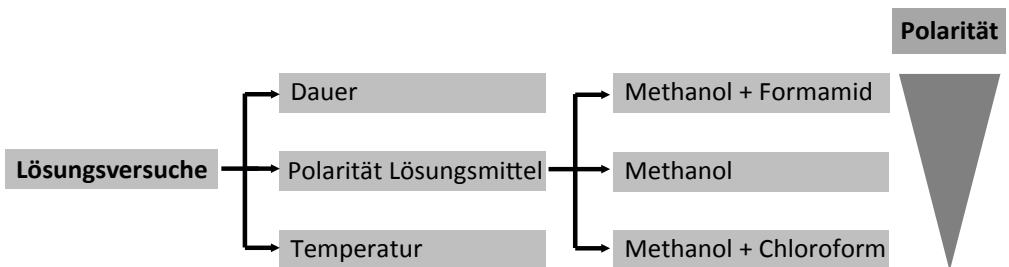 Polarität
Dauer
Methanol + Formamid
Lösungsversuche
Polarität Lösungsmittel
Methanol
Temperatur
Methanol + Chloroform